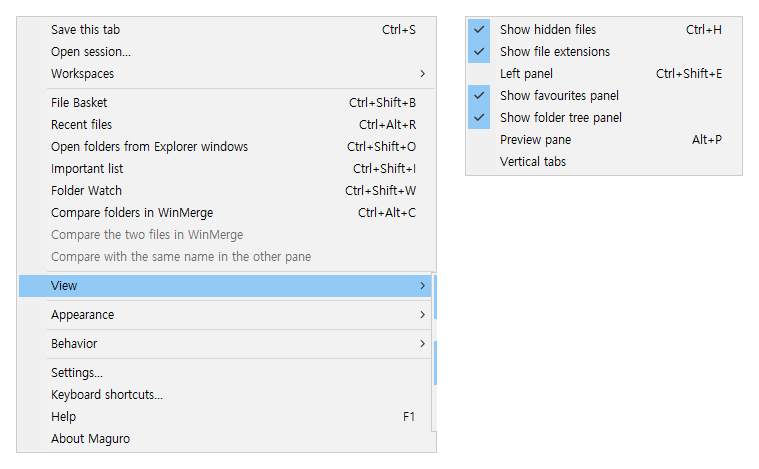 Save this tab Ctrl+S
Open session...
Workspaces
File Basket Ctrl+Shift+B
Recent files Ctrl+Alt+R
Open folders from Explorer windows Ctrl+Shift+O
Important list Ctrl+Shift+I
Folder Watch Ctrl+Shift+W
Compare folders in WinMerge Ctrl+Alt+C
Compare the two files in WinMerge
Compare with the same name in the other pane
View
Appearance
Behavior
Settings...
Keyboard shortcuts...
Help F1
About Maguro
Show hidden files Ctrl+H
Show file extensions
Left panel Ctrl+Shift+E
Show favourites panel
Show folder tree panel
Preview pane Alt+P
Vertical tabs